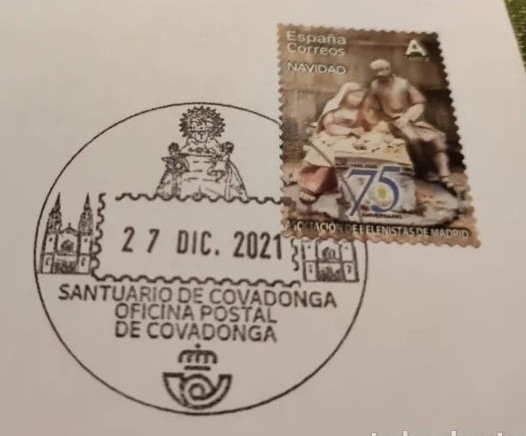 España
Correos
NAVIDAD
A
75
ANIVERSARIO
ASOCIACIÓN DE BELENISTAS DE MADRID
27 DIC. 2021
SANTUARIO DE COVADONGA
OFICINA POSTAL
DE COVADONGA